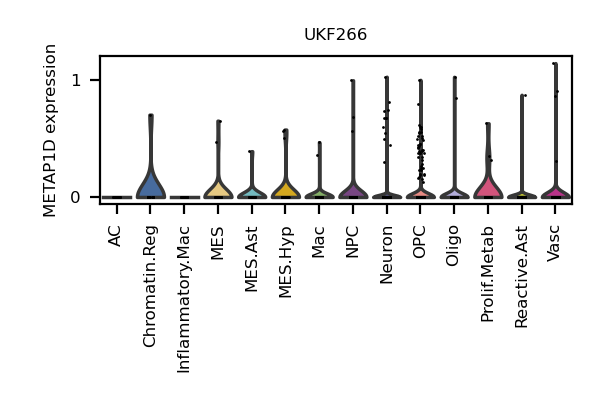 UKF266
METAP1D expression
1
0
AC
Chromatin.Reg
Inflammatory.Mac
MES
MES.Ast
MES.Hyp
Mac
NPC
Neuron
OPC
Oligo
Prolif.Metab
Reactive.Ast
Vasc